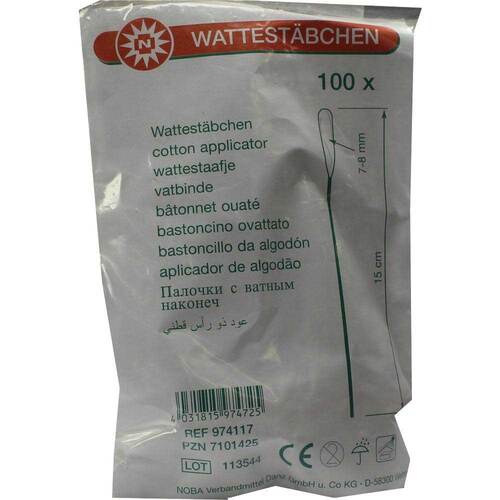 N
WATTESTÄBCHEN
100 x
Wattestäbchen
cotton applicator
wattestaafje
vatbinde
bâtonnet ouaté
bastoncino ovattato
bastoncillo da algodón
aplicador de algodão
Палочки с ватным
наконеч
عود ذو رأس قطني
7-8 mm
15 cm
4 031815 974725
REF 974117
PZN 7101425
LOT 113544
CE
2
NOBA Verbandmittel Danz GmbH u. Co KG - D-58300